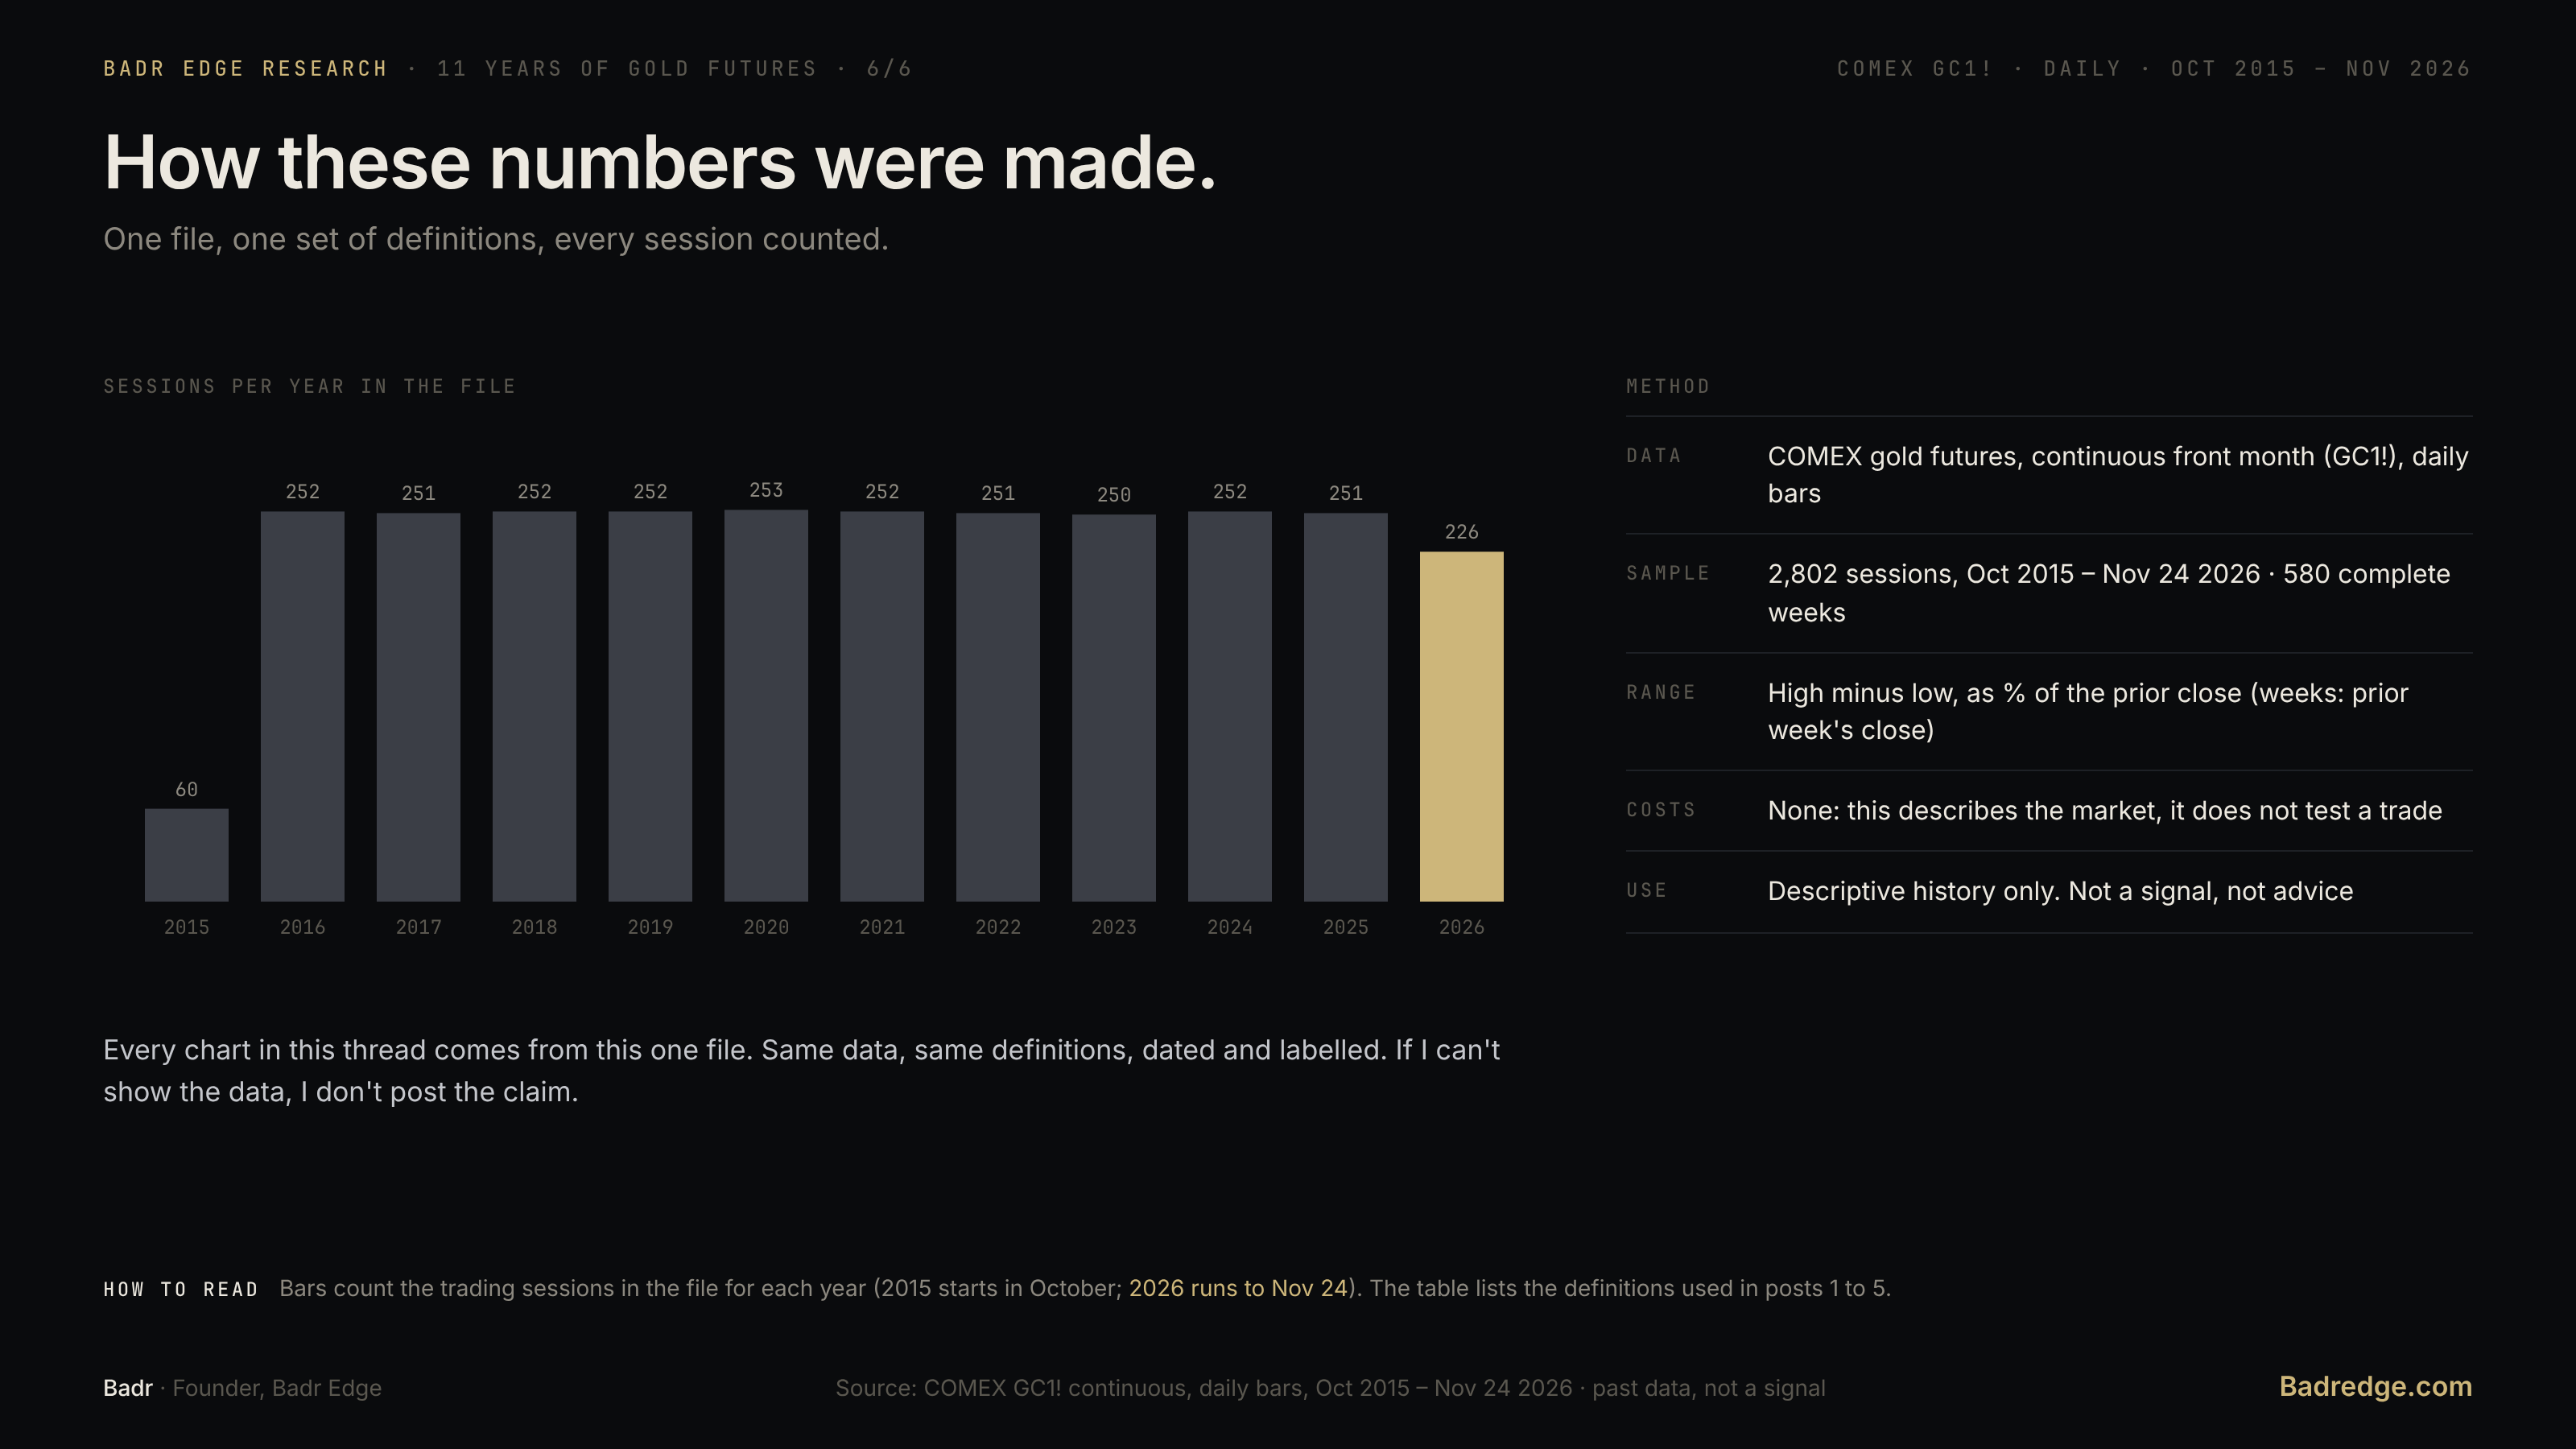 BADR EDGE RESEARCH · 11 YEARS OF GOLD FUTURES · 6/6
COMEX GC1! · DAILY · OCT 2015 – NOV 2026
How these numbers were made.
One file, one set of definitions, every session counted.
SESSIONS PER YEAR IN THE FILE
60
252
251
252
252
253
252
251
250
252
251
226
2015
2016
2017
2018
2019
2020
2021
2022
2023
2024
2025
2026
METHOD
DATA
COMEX gold futures, continuous front month (GC1!), daily
bars
SAMPLE
2,802 sessions, Oct 2015 – Nov 24 2026 · 580 complete
weeks
RANGE
High minus low, as % of the prior close (weeks: prior
week's close)
COSTS
None: this describes the market, it does not test a trade
USE
Descriptive history only. Not a signal, not advice
Every chart in this thread comes from this one file. Same data, same definitions, dated and labelled. If I can't
show the data, I don't post the claim.
HOW TO READ Bars count the trading sessions in the file for each year (2015 starts in October; 2026 runs to Nov 24). The table lists the definitions used in posts 1 to 5.
Badr · Founder, Badr Edge
Source: COMEX GC1! continuous, daily bars, Oct 2015 – Nov 24 2026 · past data, not a signal
Badredge.com